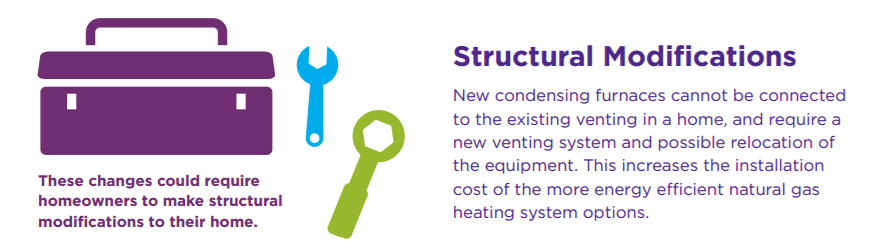 These changes could require
homeowners to make structural
modifications to their home.
Structural Modifications
New condensing furnaces cannot be connected
to the existing venting in a home, and require a
new venting system and possible relocation of
the equipment. This increases the installation
cost of the more energy efficient natural gas
heating system options.